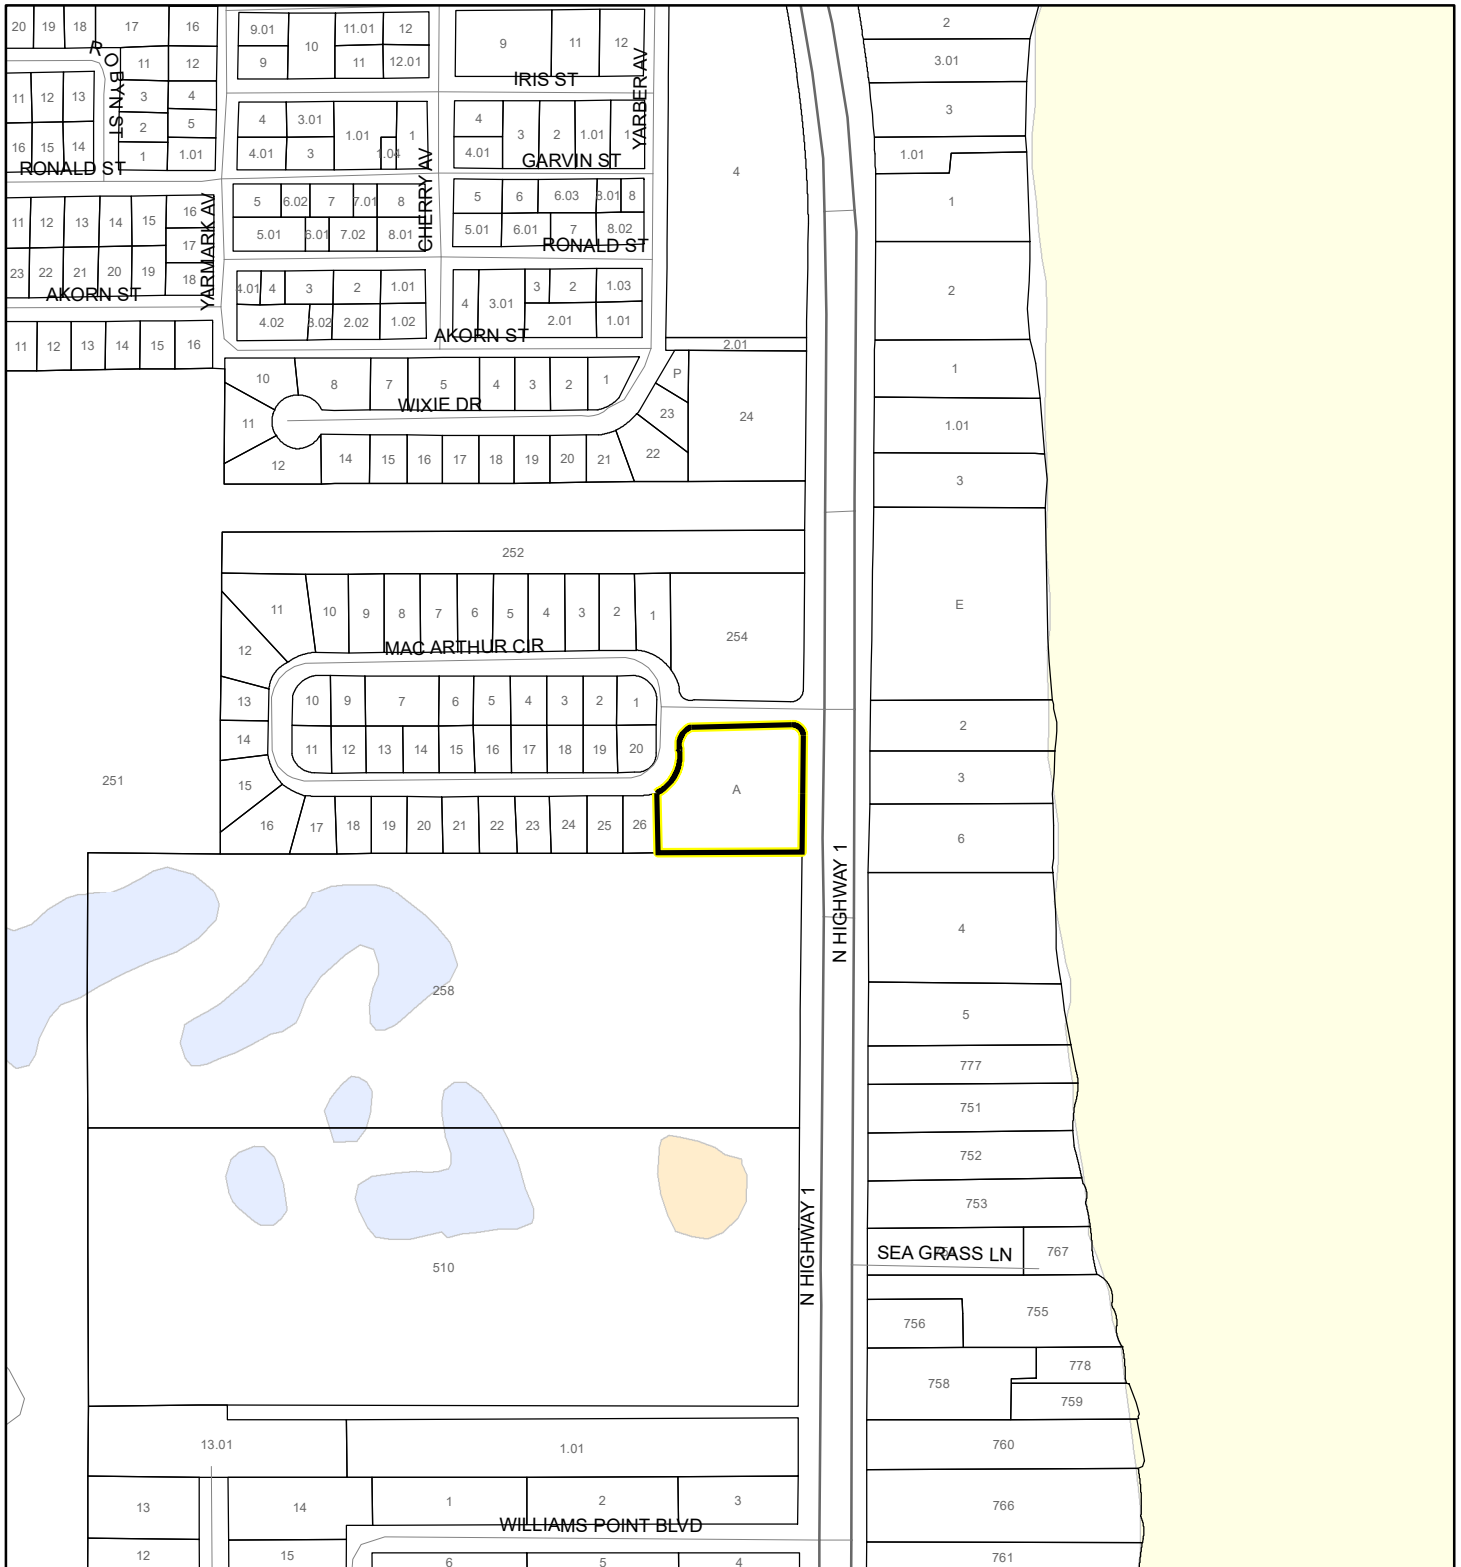 20 19 18 17 16 9.01 10 11.01 12 9 11 12 2
R O BYN ST 11 12 9 11 12.01 IRIS ST YARBER AV 3.01
11 12 13 3 4 4 3.01 1.01 1 4 3 2 1.01 1 3
2 5
16 15 14 1 1.01 4.01 3 1.04 4.01 GARVIN ST 1.01
RONALD ST CHERRY AV 4
5 6.02 7 7.01 8 5 6 6.03 8 1
11 12 13 14 15 16 YARMARK AV 5.01 6.01 7.02 8.01 5.01 6.01 7 8.02
17 RONALD ST
23 22 21 20 19 18 4.01 4 3 2 1.01 4 3.01 3 2 1.03 2
AKORN ST 4.02 2.02 1.02 2.01 1.01
11 12 13 14 15 16 AKORN ST 2.01
10 8 7 5 4 3 2 1 P 1
WIXIE DR 23 24
11 1.01
12 14 15 16 17 18 19 20 21 22 3
252
11 10 9 8 7 6 5 4 3 2 1 254 E
12 MAC ARTHUR CIR
13 10 9 7 6 5 4 3 2 1 2
14 11 12 13 14 15 16 17 18 19 20
251 15 A 3
16 17 18 19 20 21 22 23 24 25 26 6
N HIGHWAY 1 4
258 5
777
751
752
N HIGHWAY 1 753
SEA GRASS LN 767
510
756 755
758 778
759
13.01 1.01 760
13 14 1 2 3 766
WILLIAMS POINT BLVD
12 15 6 5 4 761